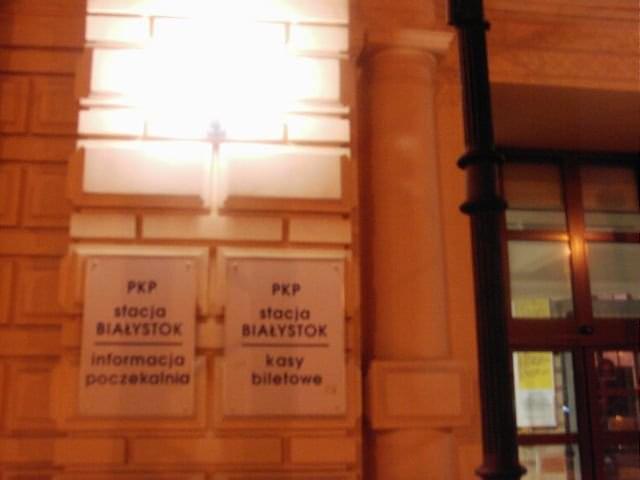 PKP
stacja
BIAŁYSTOK
informacja
poczekalnia
PKP
stacja
BIAŁYSTOK
kasy
biletowe